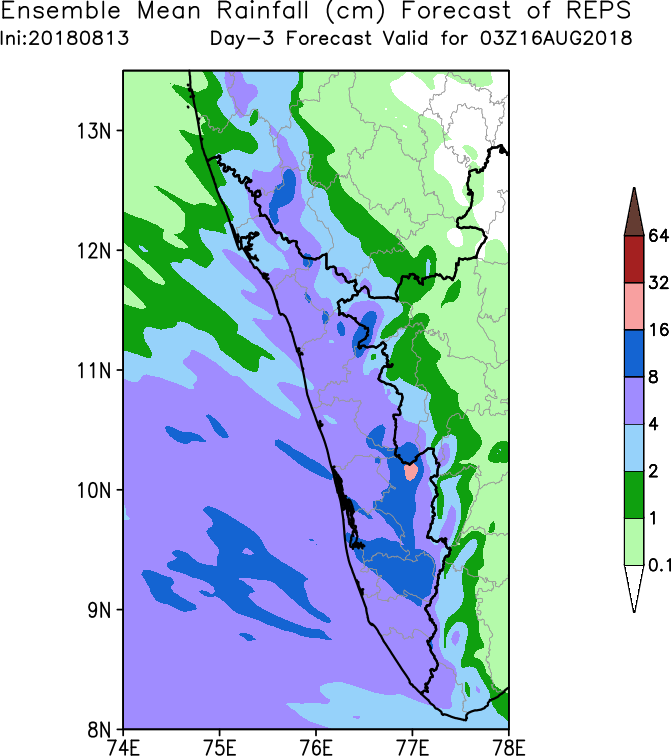 Ensemble Mean Rainfall (cm) Forecast of REPS
Ini:20180813 Day-3 Forecast Valid for 03Z16AUG2018
13N
12N
11N
10N
9N
8N
74E 75E 76E 77E 78E
64
32
16
8
4
2
1
0.1